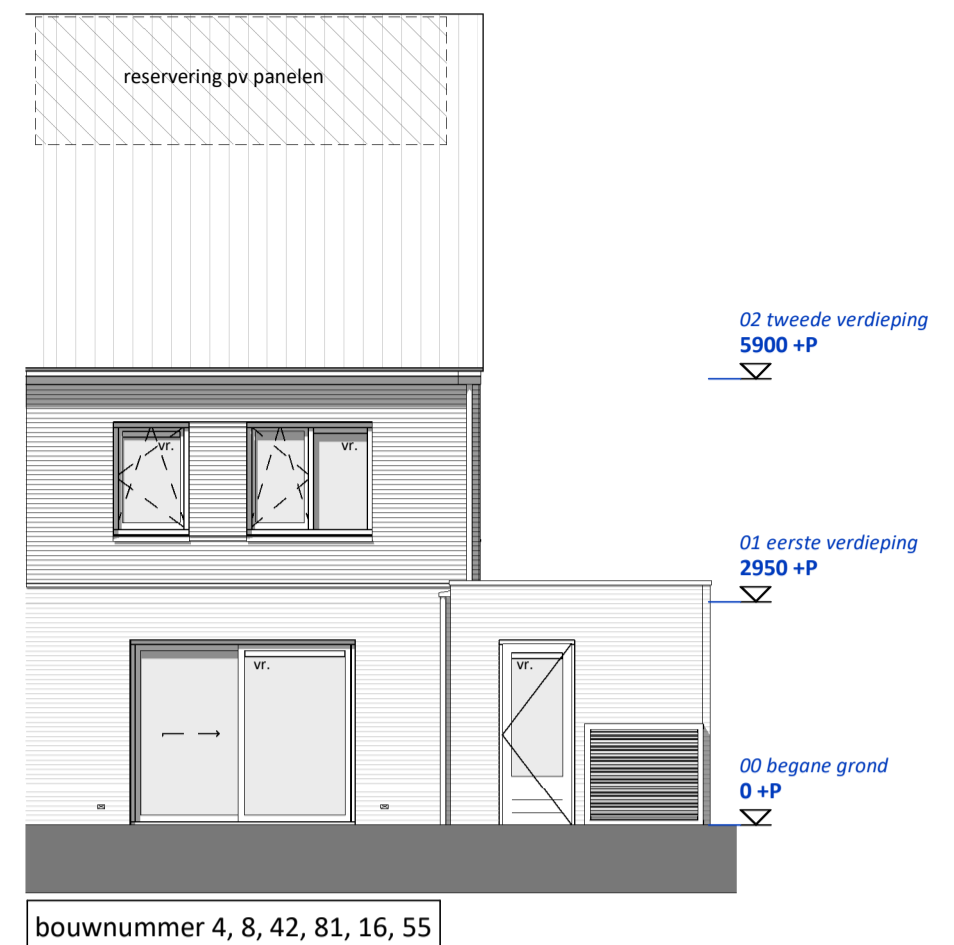 reservering pv panelen
02 tweede verdieping
5900 +P
vr.
vr.
01 eerste verdieping
2950 +P
vr.
vr.
00 begane grond
0 +P
bouwnummer 4, 8, 42, 81, 16, 55